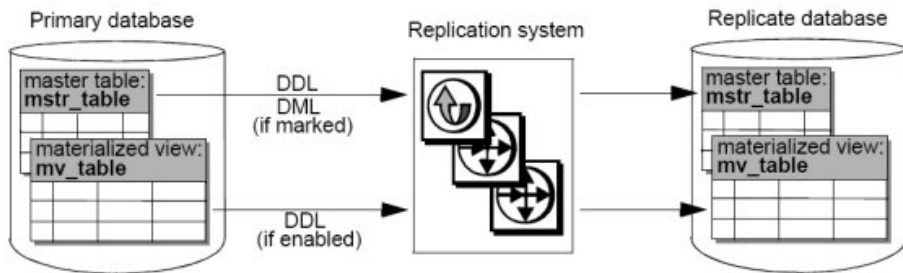 Primary database
Replication system
Replicate database
master table:
mstr_table
DDL
DML
(if marked)
master table:
mstr_table
materialized view:
mv_table
DDL
(if enabled)
materialized view:
mv_table